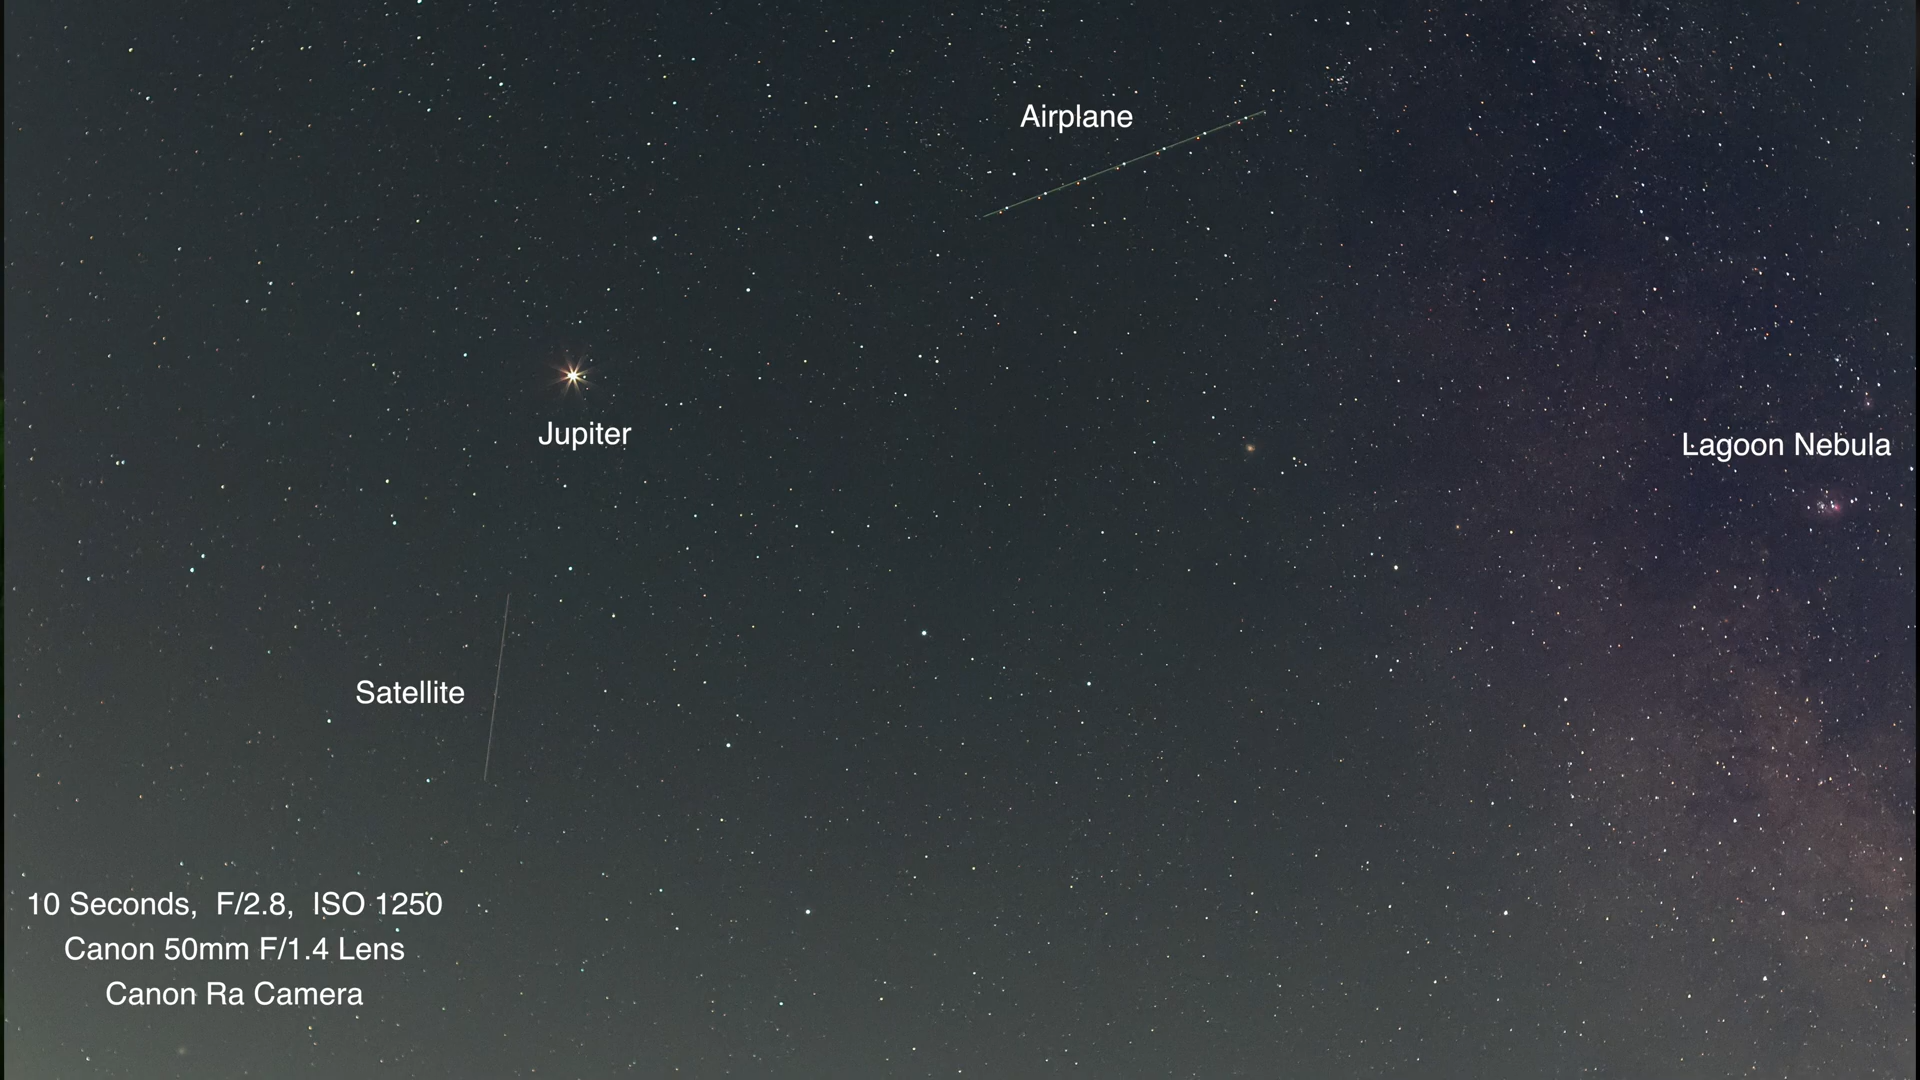 Airplane
Jupiter
Lagoon Nebula
Satellite
10 Seconds, F/2.8, ISO 1250
Canon 50mm F/1.4 Lens
Canon Ra Camera